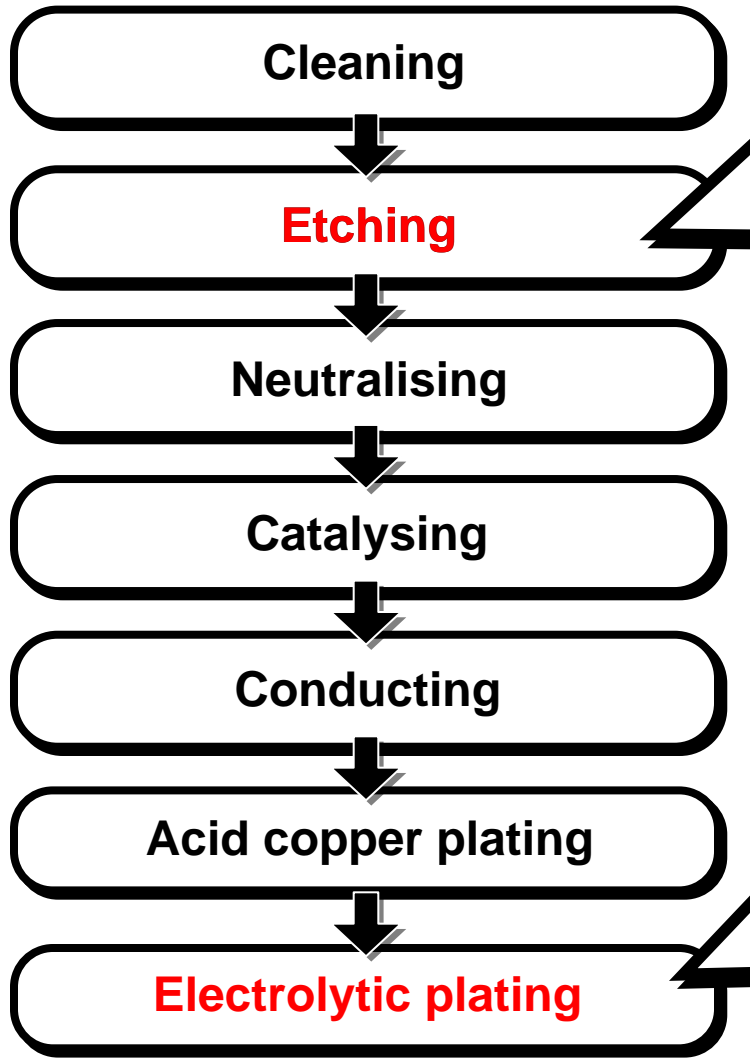 Cleaning
Etching
Neutralising
Catalysing
Conducting
Acid copper plating
Electrolytic plating